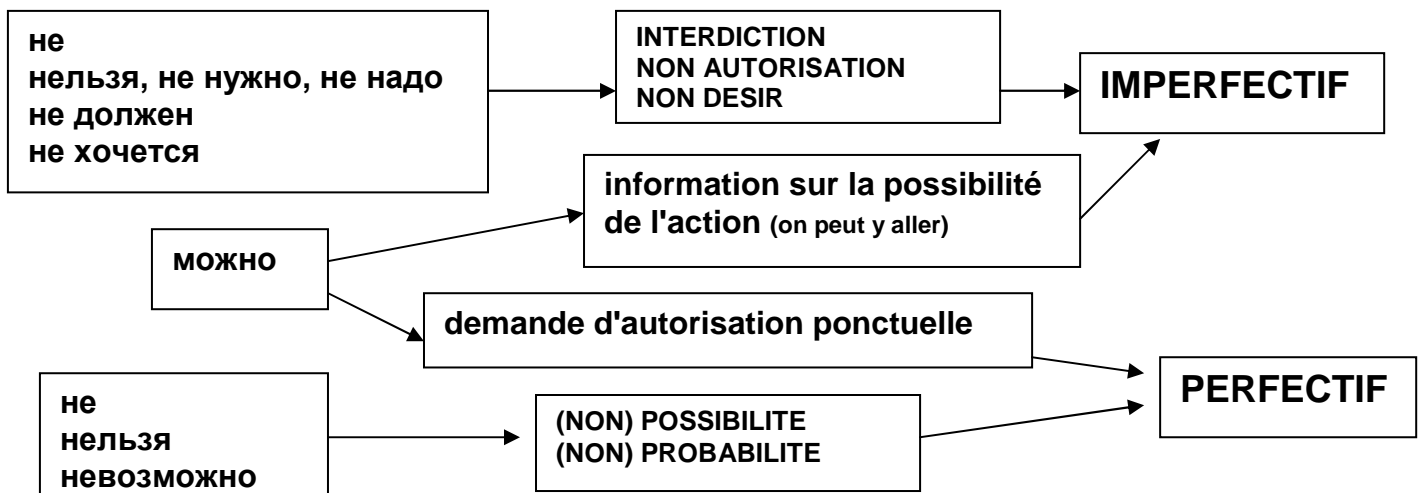 не
нельзя, не нужно, не надо
не должен
не хочется
INTERDICTION
NON AUTORISATION
NON DESIR
IMPERFECTIF
можно
information sur la possibilité
de l'action (on peut y aller)
demande d'autorisation ponctuelle
не
нельзя
невозможно
(NON) POSSIBILITE
(NON) PROBABILITE
PERFECTIF